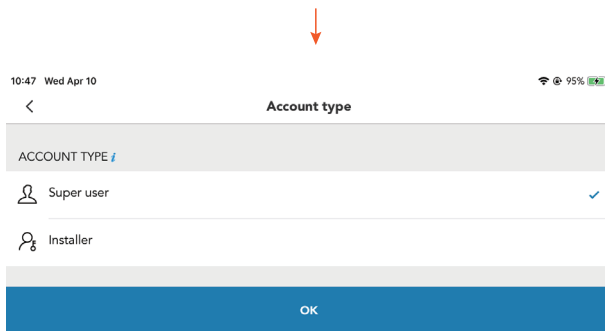 10:47 Wed Apr 10 95%
Account type
ACCOUNT TYPE i
Super user
Installer
OK